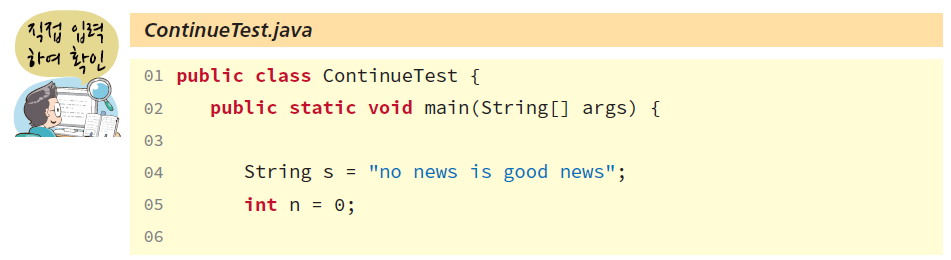 직접 입력
하여 확인
ContinueTest.java
01 public class ContinueTest {
02    public static void main(String[] args) {
03
04       String s = "no news is good news";
05       int n = 0;
06